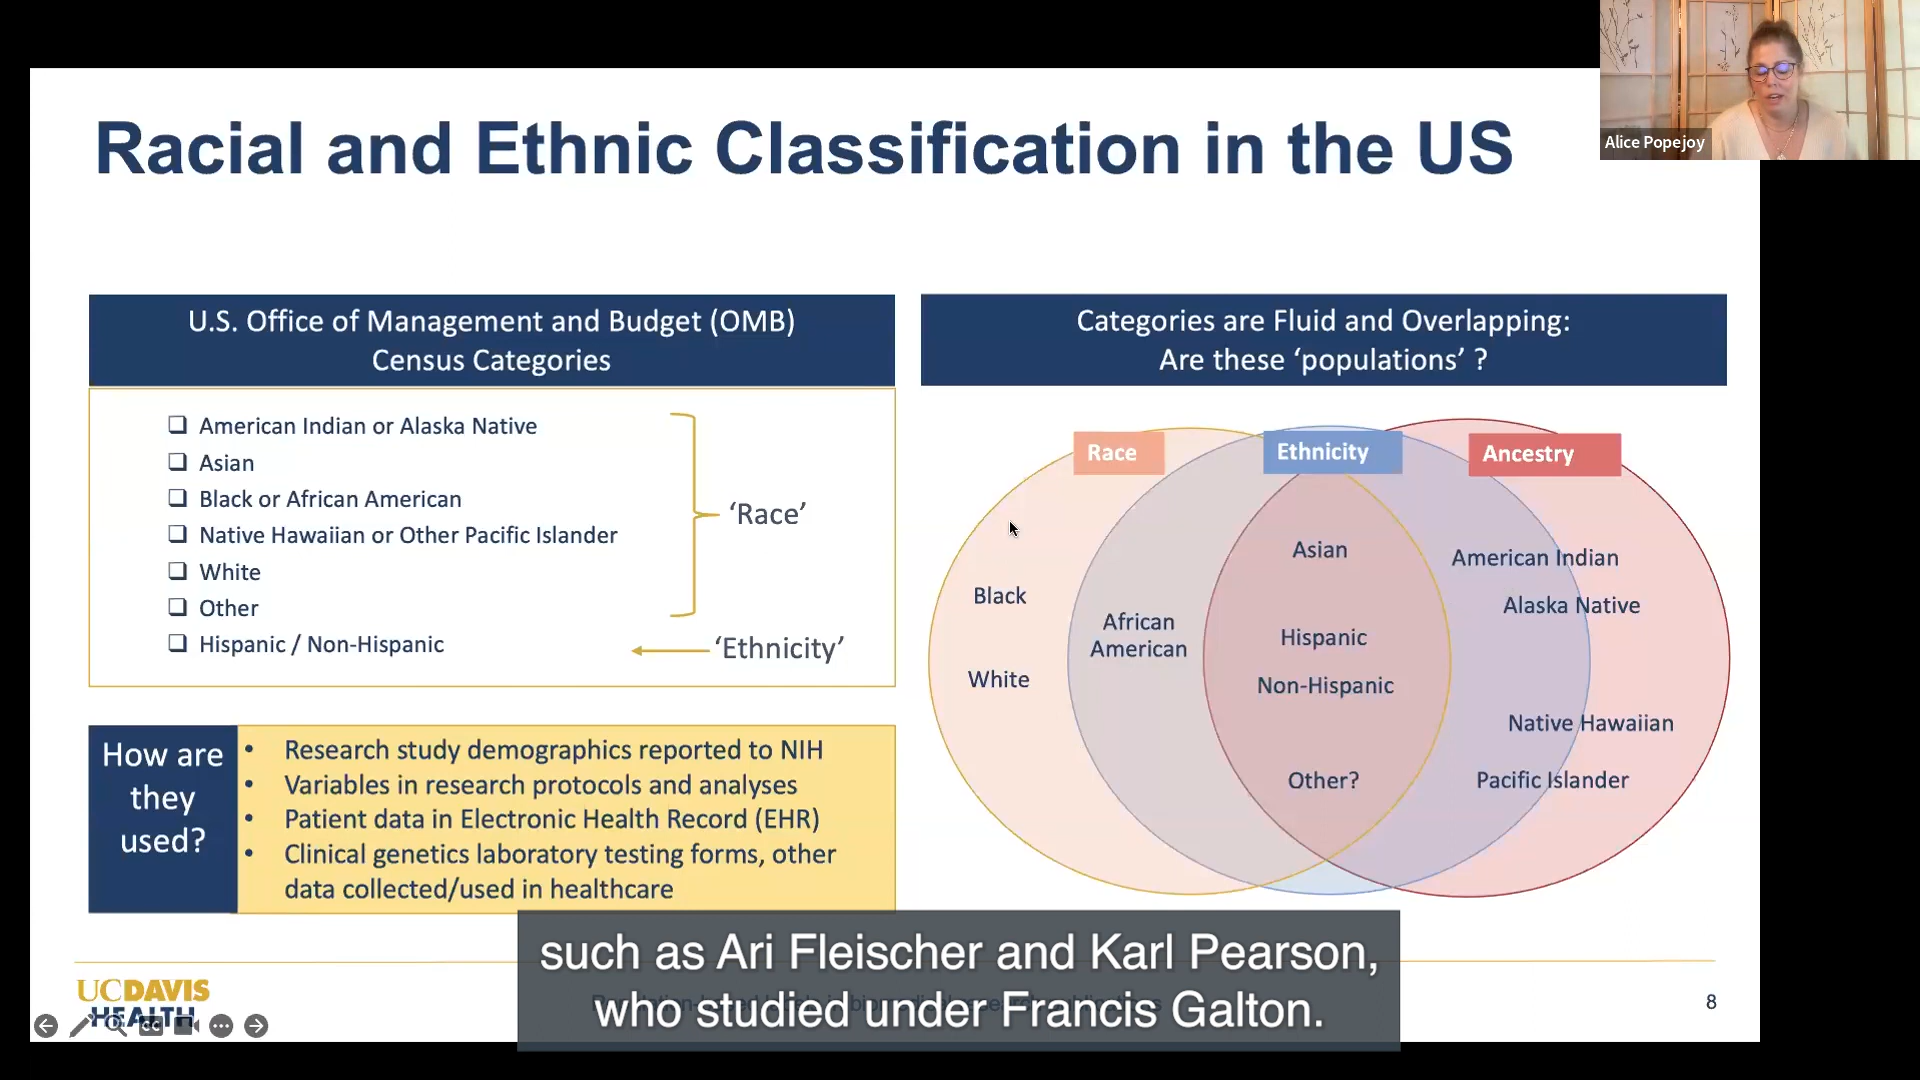 Alice Popejoy
Racial and Ethnic Classification in the US
U.S. Office of Management and Budget (OMB)
Census Categories
American Indian or Alaska Native
Asian
Black or African American
Native Hawaiian or Other Pacific Islander
White
Other
Hispanic / Non-Hispanic
‘Race’
‘Ethnicity’
How are
they
used?
• Research study demographics reported to NIH
• Variables in research protocols and analyses
• Patient data in Electronic Health Record (EHR)
• Clinical genetics laboratory testing forms, other
data collected/used in healthcare
Categories are Fluid and Overlapping:
Are these ‘populations’ ?
Race
Ethnicity
Ancestry
Black
White
African
American
Asian
Hispanic
Non-Hispanic
Other?
American Indian
Alaska Native
Native Hawaiian
Pacific Islander
such as Ari Fleischer and Karl Pearson,
who studied under Francis Galton.
UCDAVIS
HEALTH
8